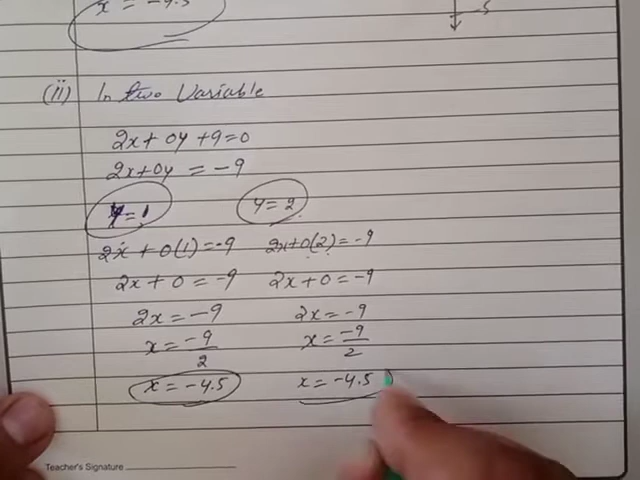 x = -4.5
-5
(ii) In two Variable
2x + 0y + 9 = 0
2x + 0y = -9
y = 1 y = 2
2x + 0(1) = -9 2x + 0(2) = -9
2x + 0 = -9 2x + 0 = -9
2x = -9 2x = -9
x = -9/2 x = -9/2
x = -4.5 x = -4.5
Teacher's Signature